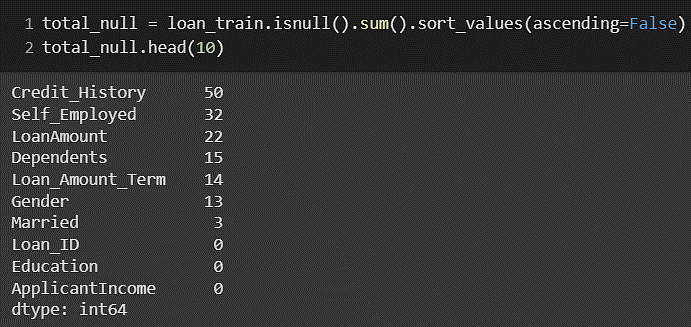 1 total_null = loan_train.isnull().sum().sort_values(ascending=False)
2 total_null.head(10)
Credit_History 50
Self_Employed 32
LoanAmount 22
Dependents 15
Loan_Amount_Term 14
Gender 13
Married 3
Loan_ID 0
Education 0
ApplicantIncome 0
dtype: int64